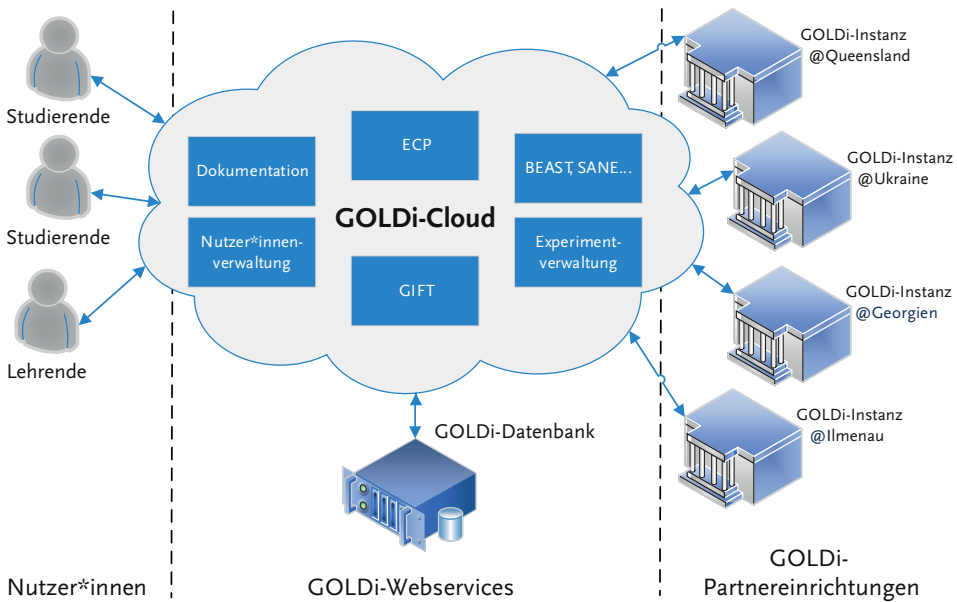 Studierende
Studierende
Lehrende
Nutzer*innen
Dokumentation
ECP
BEAST, SANE...
GOLDi-Cloud
Nutzer*innen-
verwaltung
GIFT
Experiment-
verwaltung
GOLDi-Datenbank
GOLDi-Webservices
GOLDi-Instanz
@Queensland
GOLDi-Instanz
@Ukraine
GOLDi-Instanz
@Georgien
GOLDi-Instanz
@Ilmenau
GOLDi-
Partnereinrichtungen